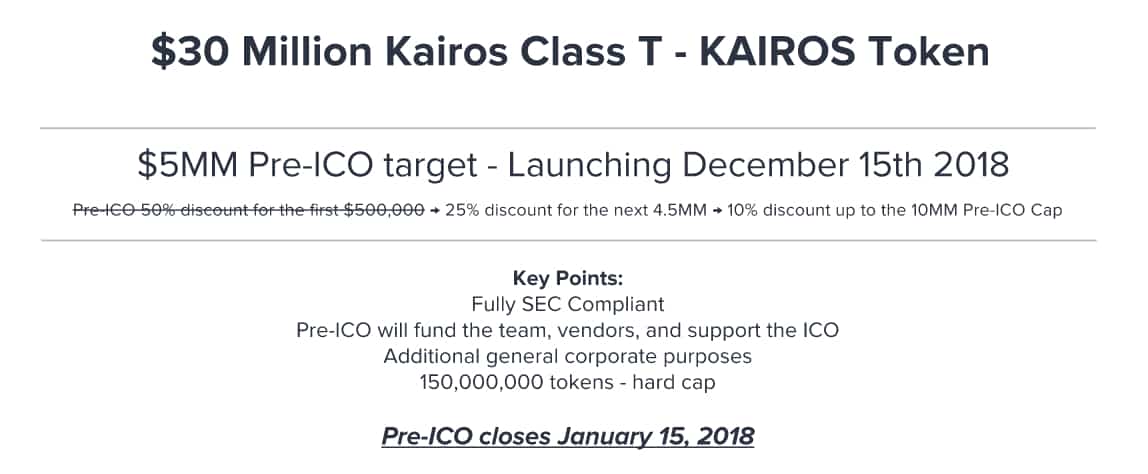 $30 Million Kairos Class T - KAIROS Token
$5MM Pre-ICO target - Launching December 15th 2018
Pre-ICO 50% discount for the first $500,000 → 25% discount for the next 4.5MM → 10% discount up to the 10MM Pre-ICO Cap
Key Points:
Fully SEC Compliant
Pre-ICO will fund the team, vendors, and support the ICO
Additional general corporate purposes
150,000,000 tokens - hard cap
Pre-ICO closes January 15, 2018